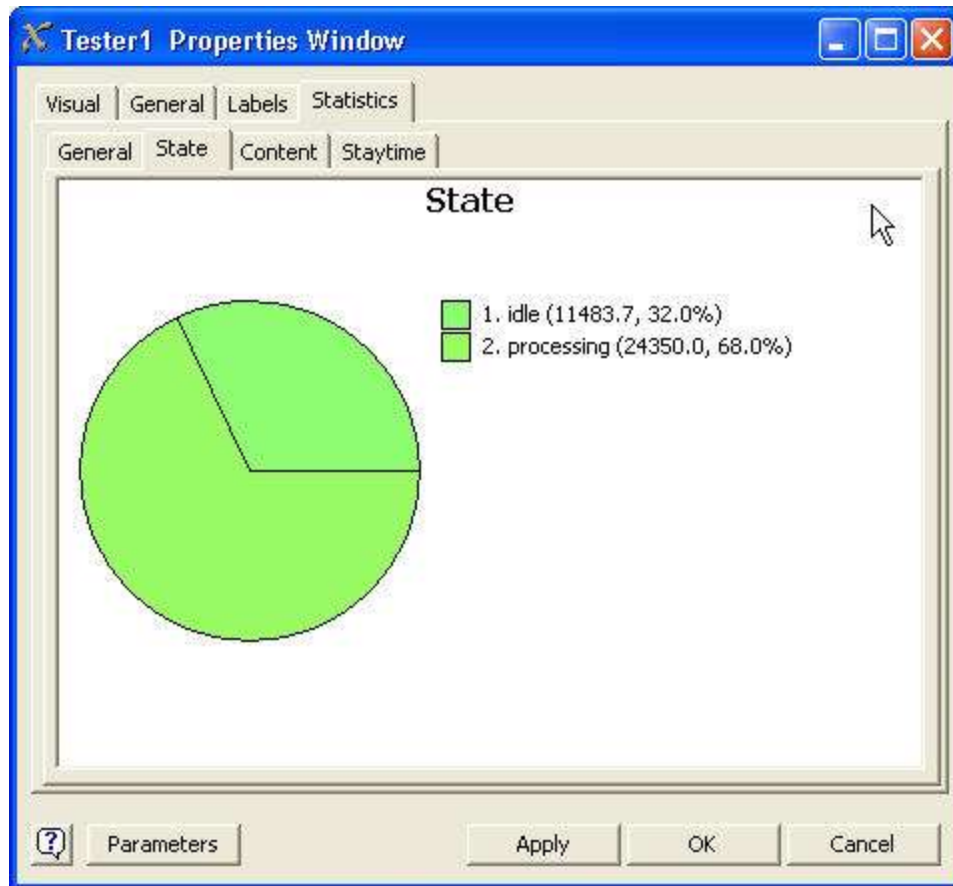 Tester1 Properties Window
Visual General Labels Statistics
General State Content Staytime
State
1. idle (11483.7, 32.0%)
2. processing (24350.0, 68.0%)
? Parameters Apply OK Cancel